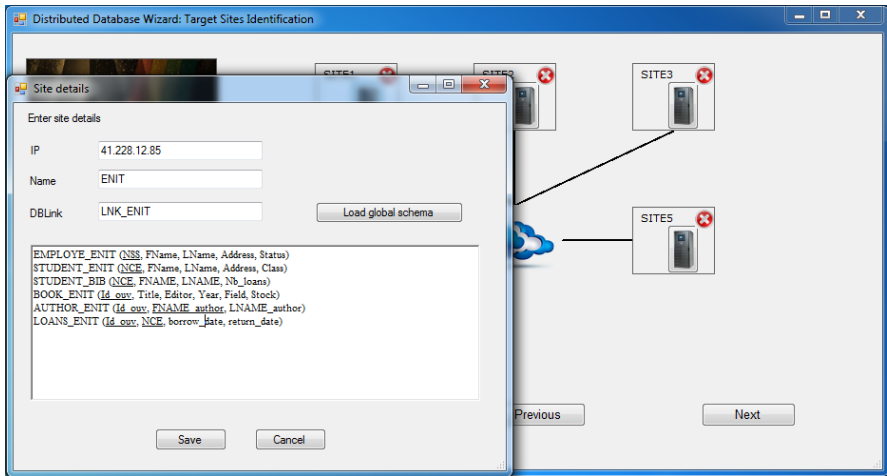 Distributed Database Wizard: Target Sites Identification
SITE1
SITE2
SITE3
Site details
Enter site details
IP 41.228.12.85
Name ENIT
DBLink LNK_ENIT Load global schema
SITE5
EMPLOYE_ENIT (NSS, FName, LName, Address, Status)
STUDENT_ENIT (NCE, FName, LName, Address, Class)
STUDENT_BIB (NCE, FNAME, LNAME, Nb_loans)
BOOK_ENIT (Id_ouv, Title, Editor, Year, Field, Stock)
AUTHOR_ENIT (Id_ouv, FNAME_author, LNAME_author)
LOANS_ENIT (Id_ouv, NCE, borrow_date, return_date)
Previous Next
Save Cancel